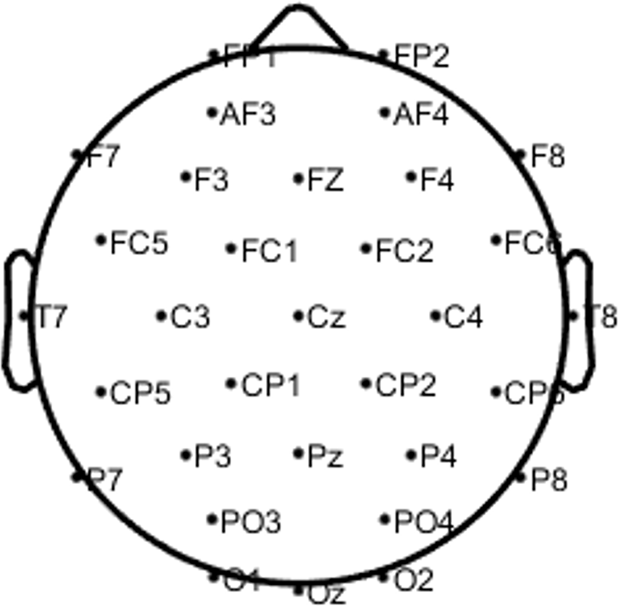 FP1 FP2
AF3 AF4
F7 F8
F3 FZ F4
FC5 FC1 FC2 FC6
T7 C3 Cz C4 T8
CP5 CP1 CP2 CP6
P3 Pz P4
P7 P8
PO3 PO4
O1 Oz O2